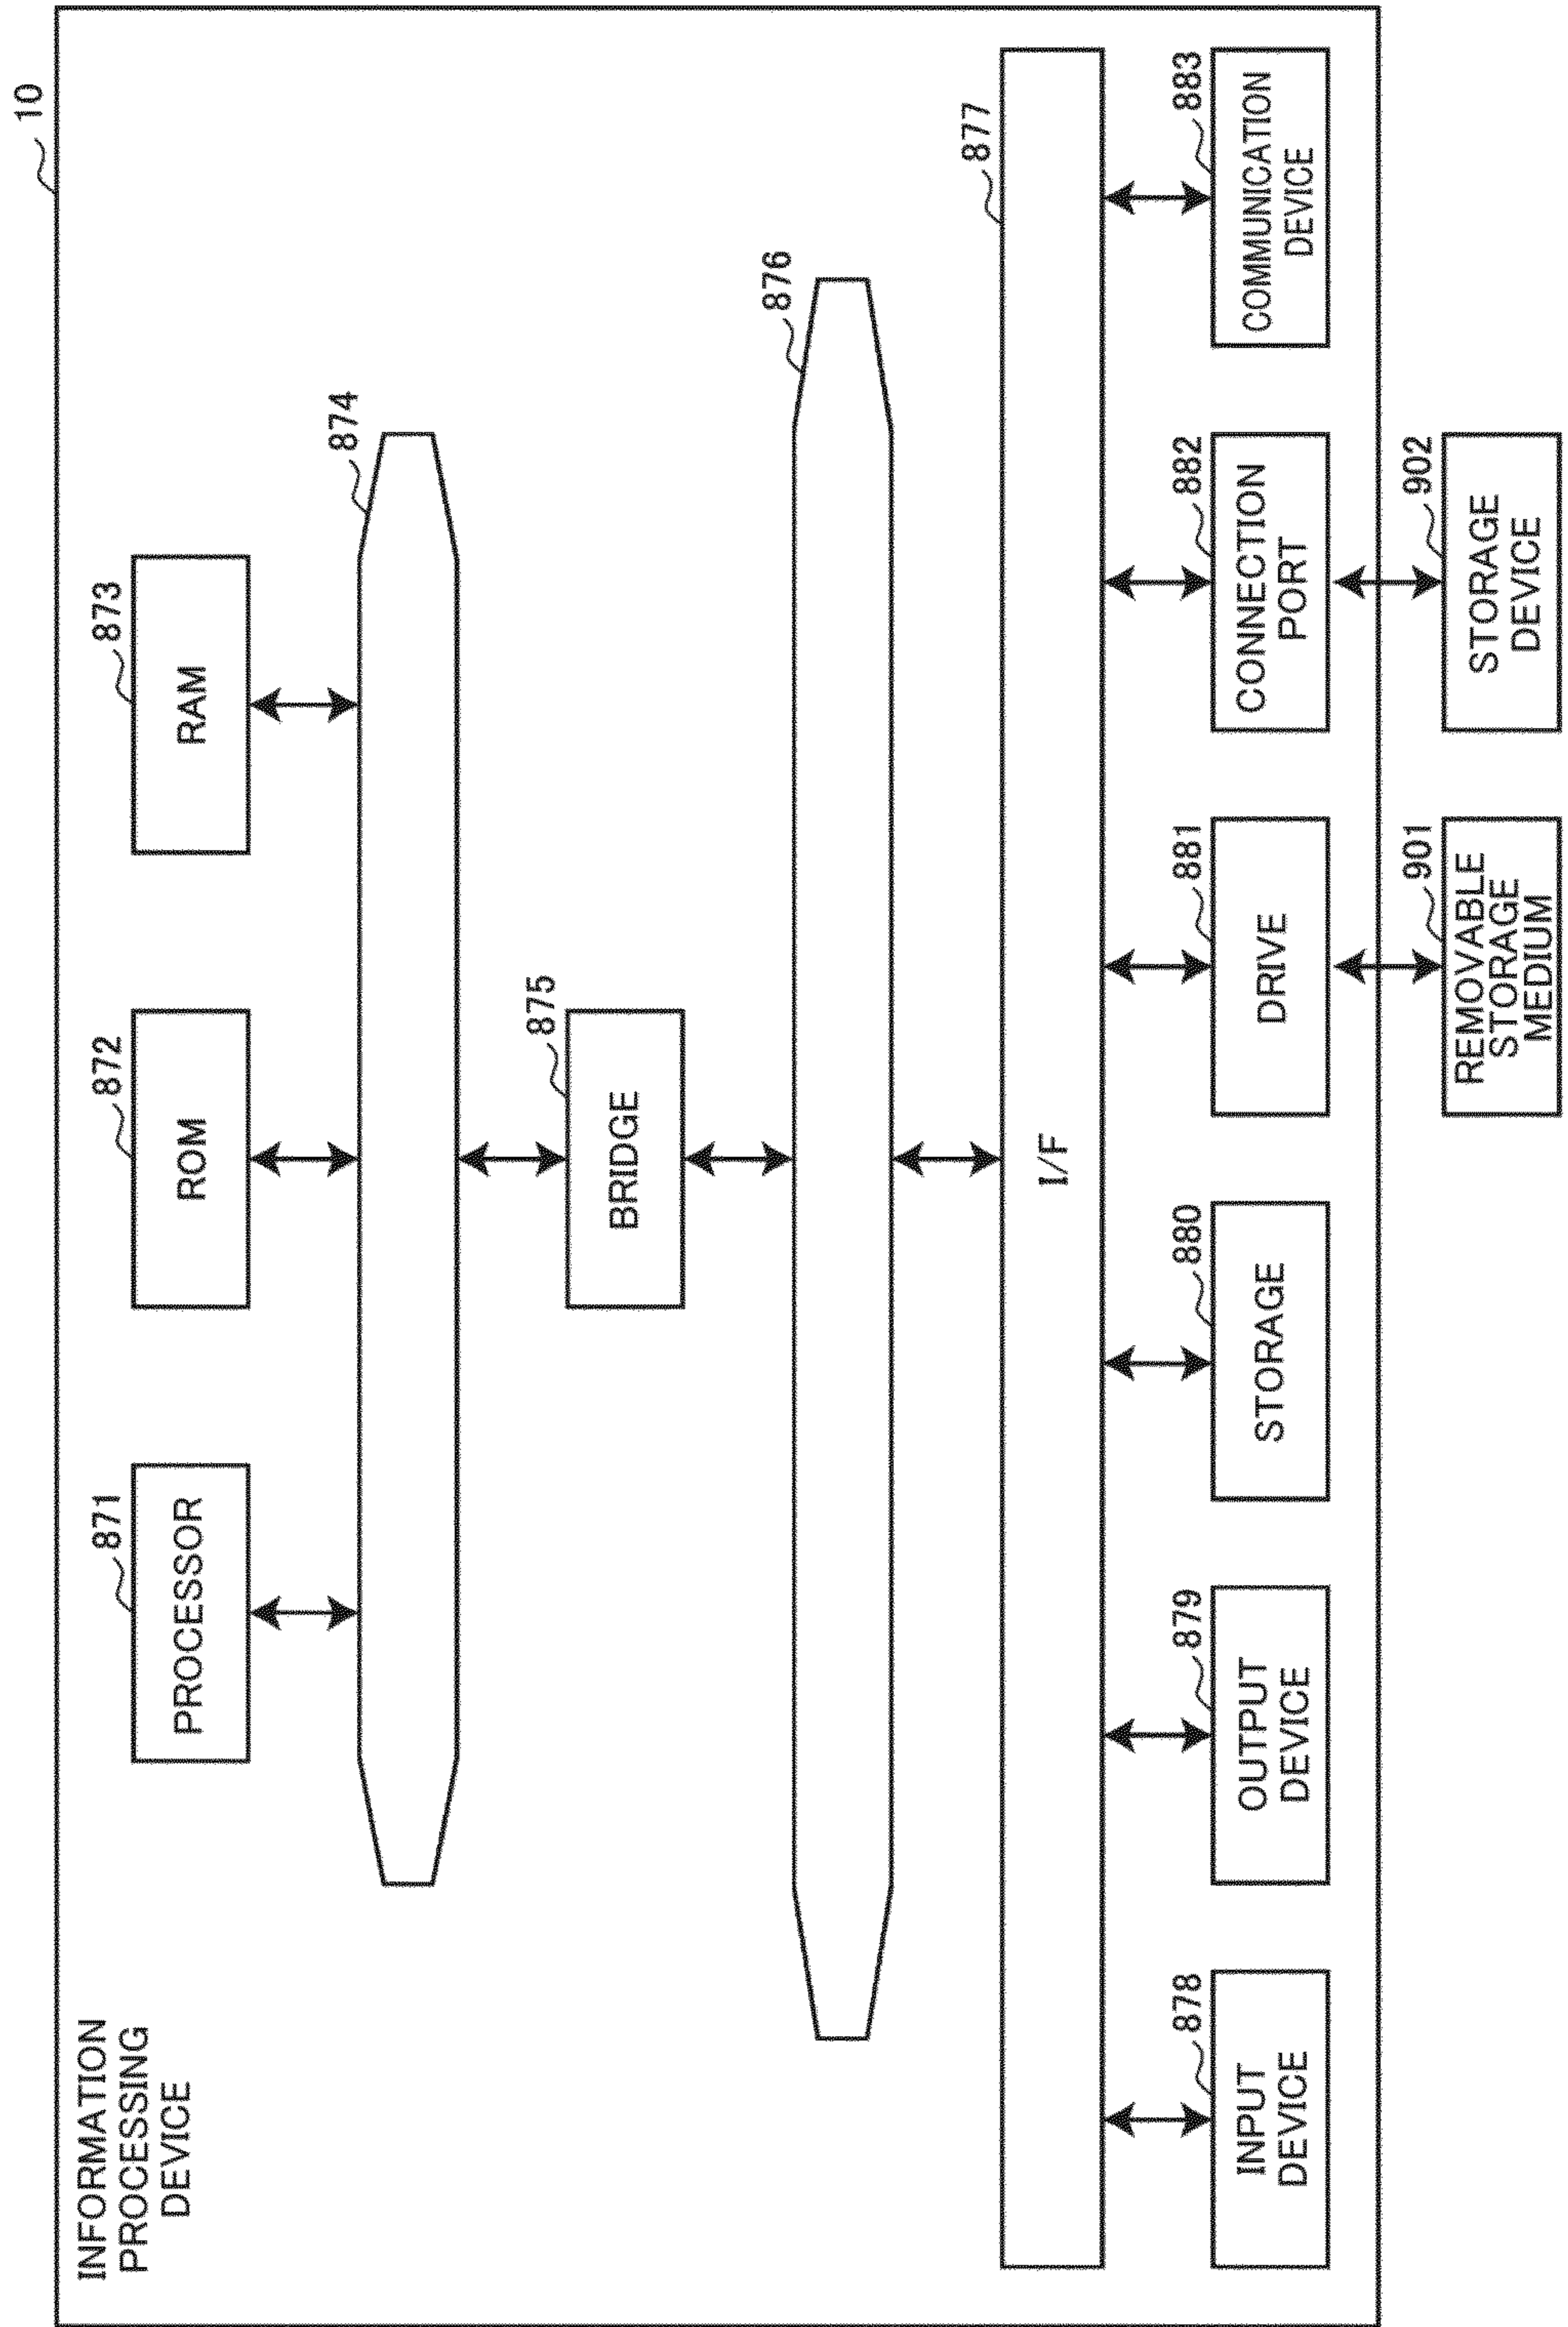 10
INFORMATION
PROCESSING
DEVICE
871
872
873
PROCESSOR
ROM
RAM
874
875
BRIDGE
876
877
I/F
878
879
880
881
882
883
INPUT
DEVICE
OUTPUT
DEVICE
STORAGE
DRIVE
CONNECTION
PORT
COMMUNICATION
DEVICE
901
902
REMOVABLE
STORAGE
MEDIUM
STORAGE
DEVICE